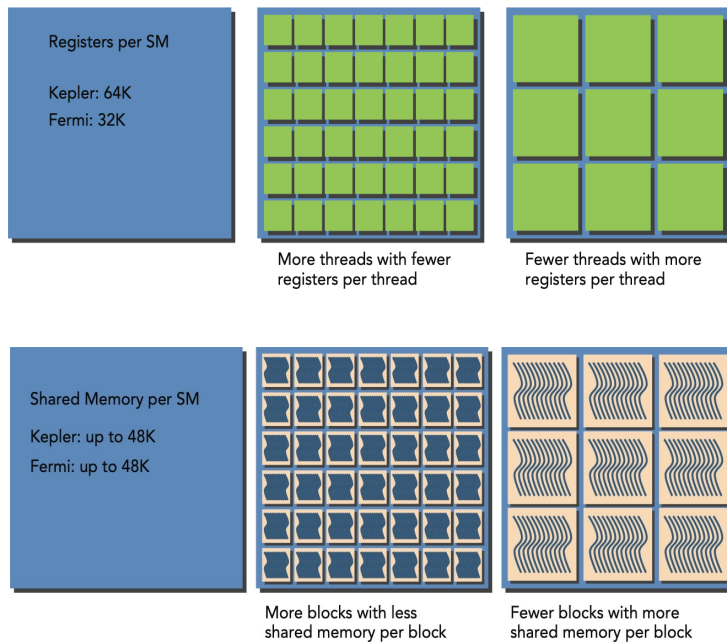 Registers per SM
Kepler: 64K
Fermi: 32K
More threads with fewer
registers per thread
Fewer threads with more
registers per thread
Shared Memory per SM
Kepler: up to 48K
Fermi: up to 48K
More blocks with less
shared memory per block
Fewer blocks with more
shared memory per block